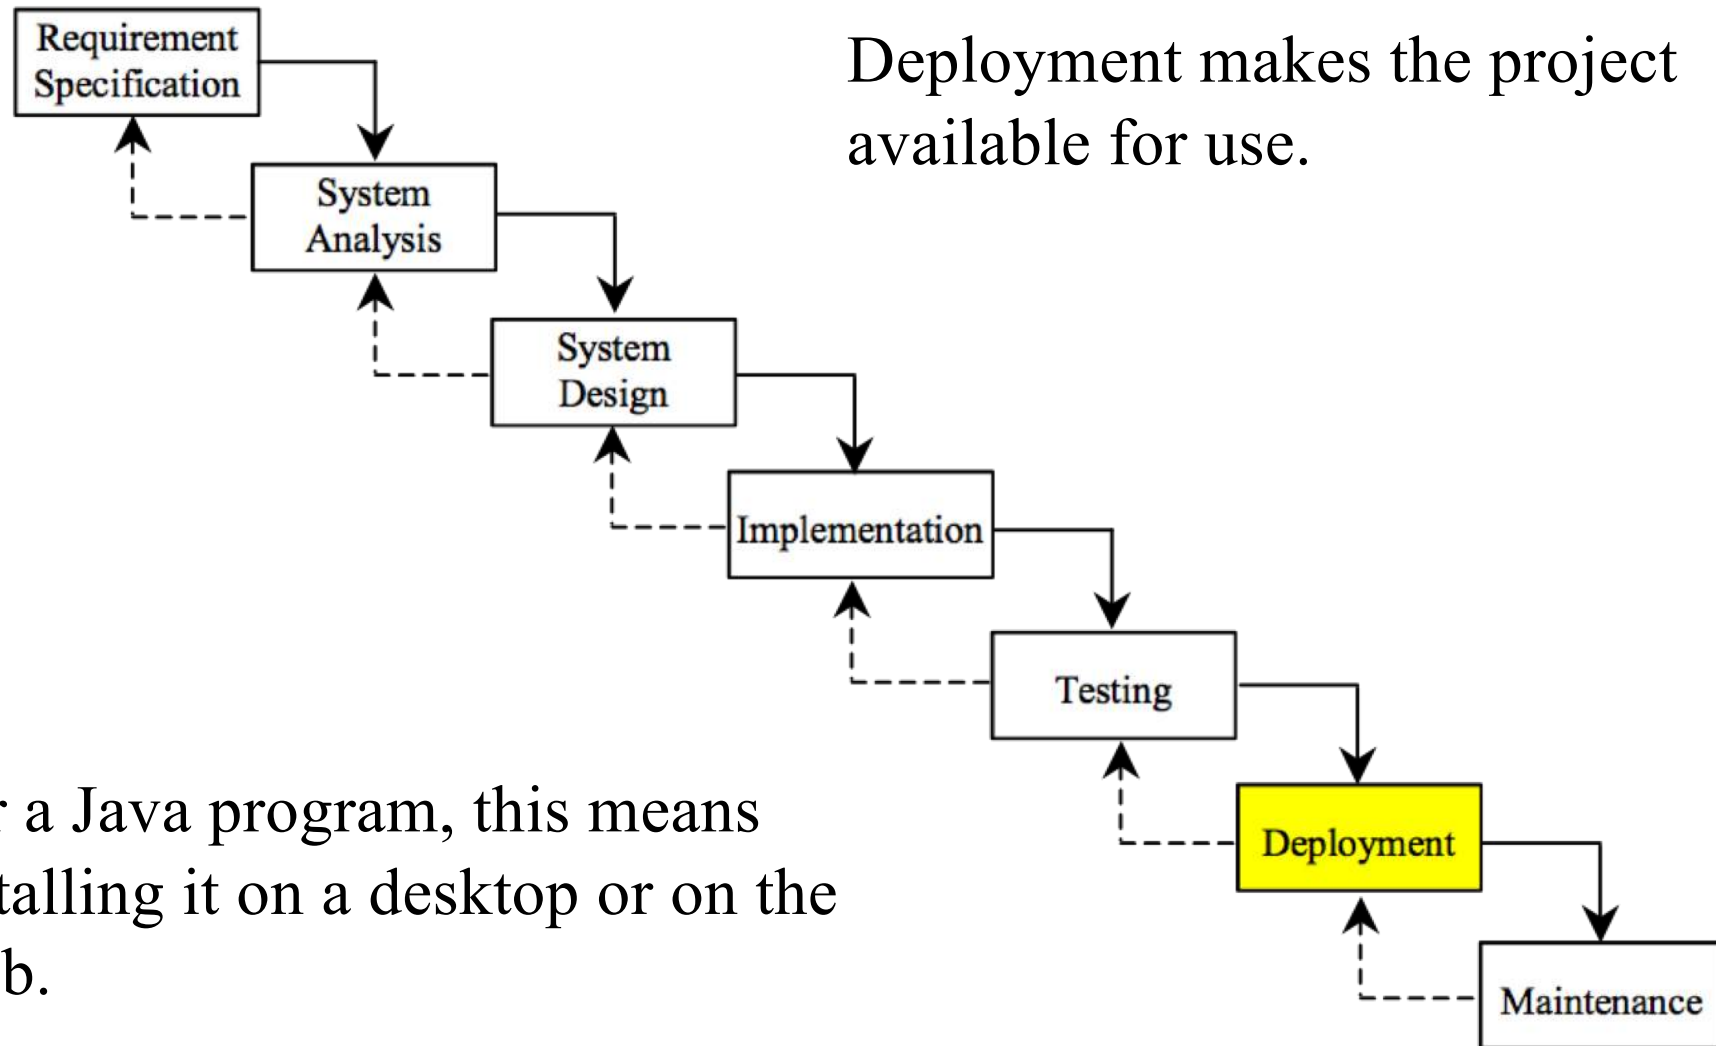 Requirement
Specification
Deployment makes the project
available for use.
System
Analysis
System
Design
Implementation
Testing
a Java program, this means
it on a desktop or on the
Deployment
Maintenance